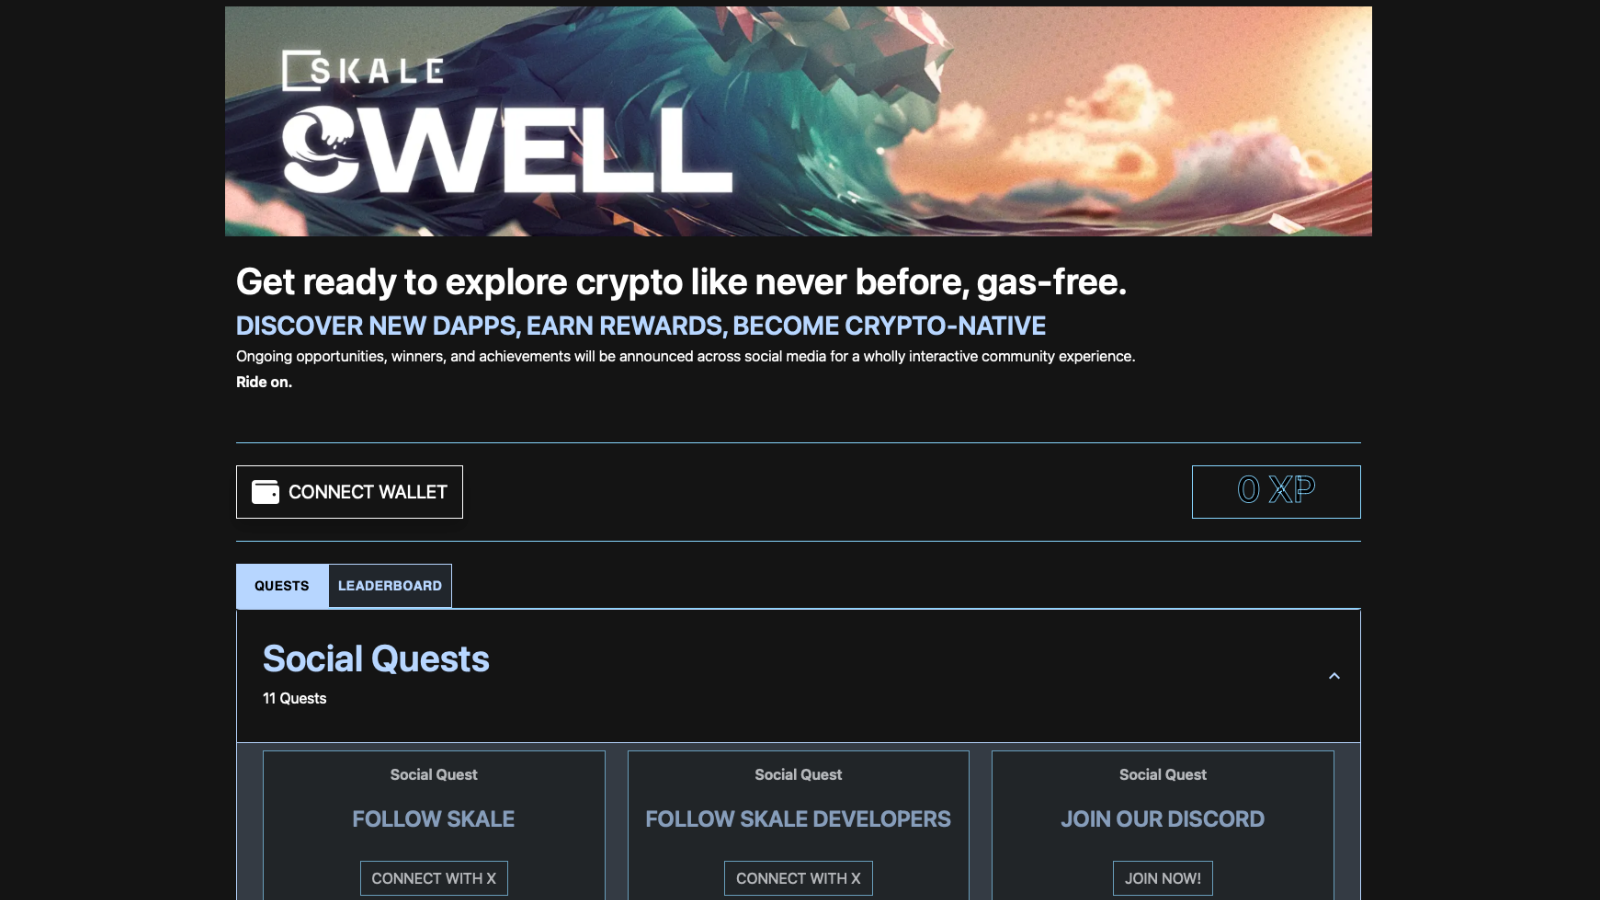 SKALE
SWELL
Get ready to explore crypto like never before, gas-free.
DISCOVER NEW DAPPS, EARN REWARDS, BECOME CRYPTO-NATIVE
Ongoing opportunities, winners, and achievements will be announced across social media for a wholly interactive community experience.
Ride on.
CONNECT WALLET
0 XP
QUESTS
LEADERBOARD
Social Quests
11 Quests
Social Quest
FOLLOW SKALE
CONNECT WITH X
Social Quest
FOLLOW SKALE DEVELOPERS
CONNECT WITH X
Social Quest
JOIN OUR DISCORD
JOIN NOW!